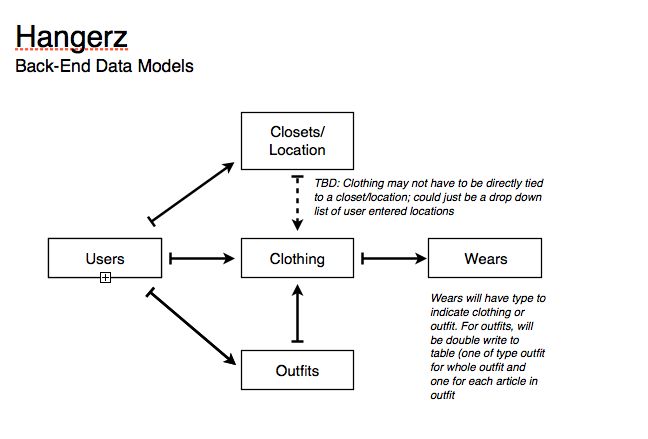 Hangerz
Back-End Data Models
Closets/
Location
TBD: Clothing may not have to be directly tied
to a closet/location; could just be a drop down
list of user entered locations
Users
Clothing
Wears
Wears will have type to
indicate clothing or
outfit. For outfits, will
be double write to
table (one of type outfit
for whole outfit and
one for each article in
outfit
Outfits